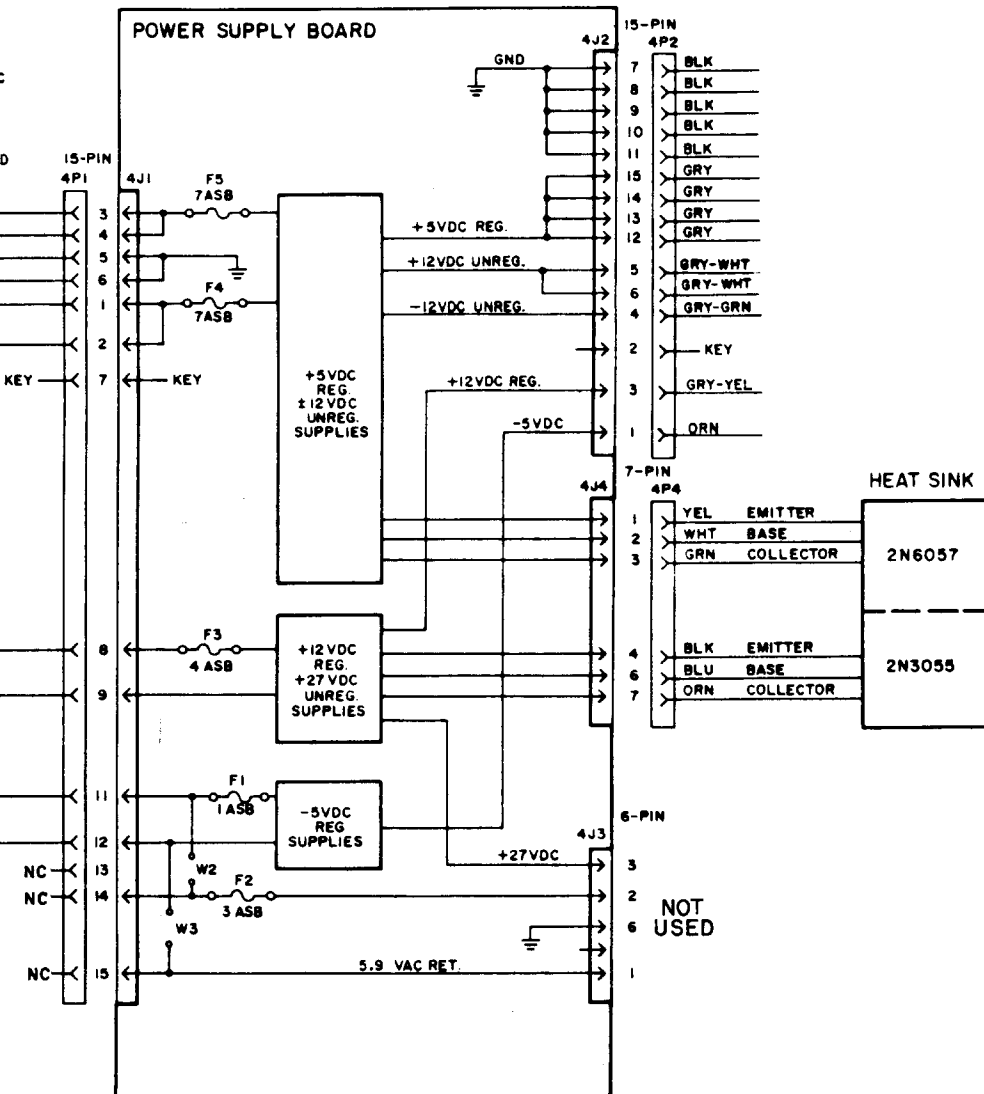 POWER SUPPLY BOARD
C
D
15-PIN
4P1
4J1
3
4
5
6
1
2
KEY
7
KEY
8
9
11
12
NC
13
NC
14
NC
15
F5
7ASB
F4
7ASB
+5VDC
REG.
±12VDC
UNREG.
SUPPLIES
F3
4 ASB
+12VDC
REG.
+27VDC
UNREG.
SUPPLIES
F1
1 ASB
-5VDC
REG
SUPPLIES
W2
F2
3 ASB
W3
5.9 VAC RET.
GND
+5VDC REG.
+12VDC UNREG.
-12VDC UNREG.
+12VDC REG.
-5VDC
+27VDC
15-PIN
4J2
4P2
7 BLK
8 BLK
9 BLK
10 BLK
11 BLK
15 GRY
14 GRY
13 GRY
12 GRY
5 GRY-WHT
6 GRY-WHT
4 GRY-GRN
2 KEY
3 GRY-YEL
1 ORN
7-PIN
4J4
4P4
1 YEL EMITTER
2 WHT BASE
3 GRN COLLECTOR
4 BLK EMITTER
6 BLU BASE
7 ORN COLLECTOR
HEAT SINK
2N6057
2N3055
6-PIN
4J3
3
2
6
1
NOT
USED